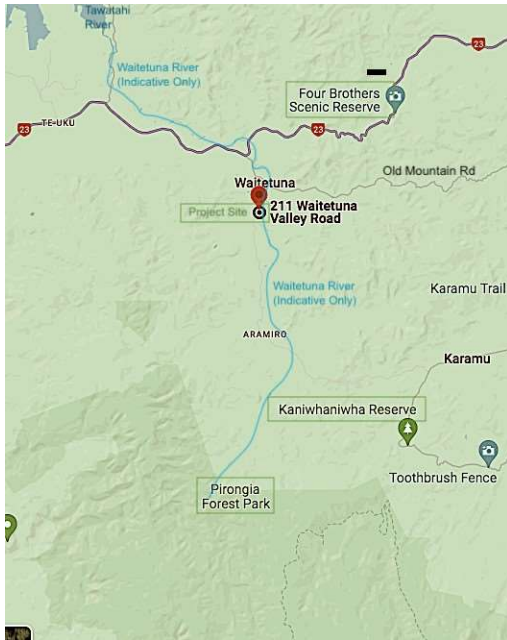 Tawatahi
River
Waitetuna River
(Indicative Only)
23
Four Brothers
Scenic Reserve
TE UKU
23
23
Old Mountain Rd
Waitetuna
Project Site
211 Waitetuna
Valley Road
Waitetuna River
(Indicative Only)
Karamu Trail
ARAMIRO
Karamu
Kaniwhaniwha Reserve
Toothbrush Fence
Pirongia
Forest Park